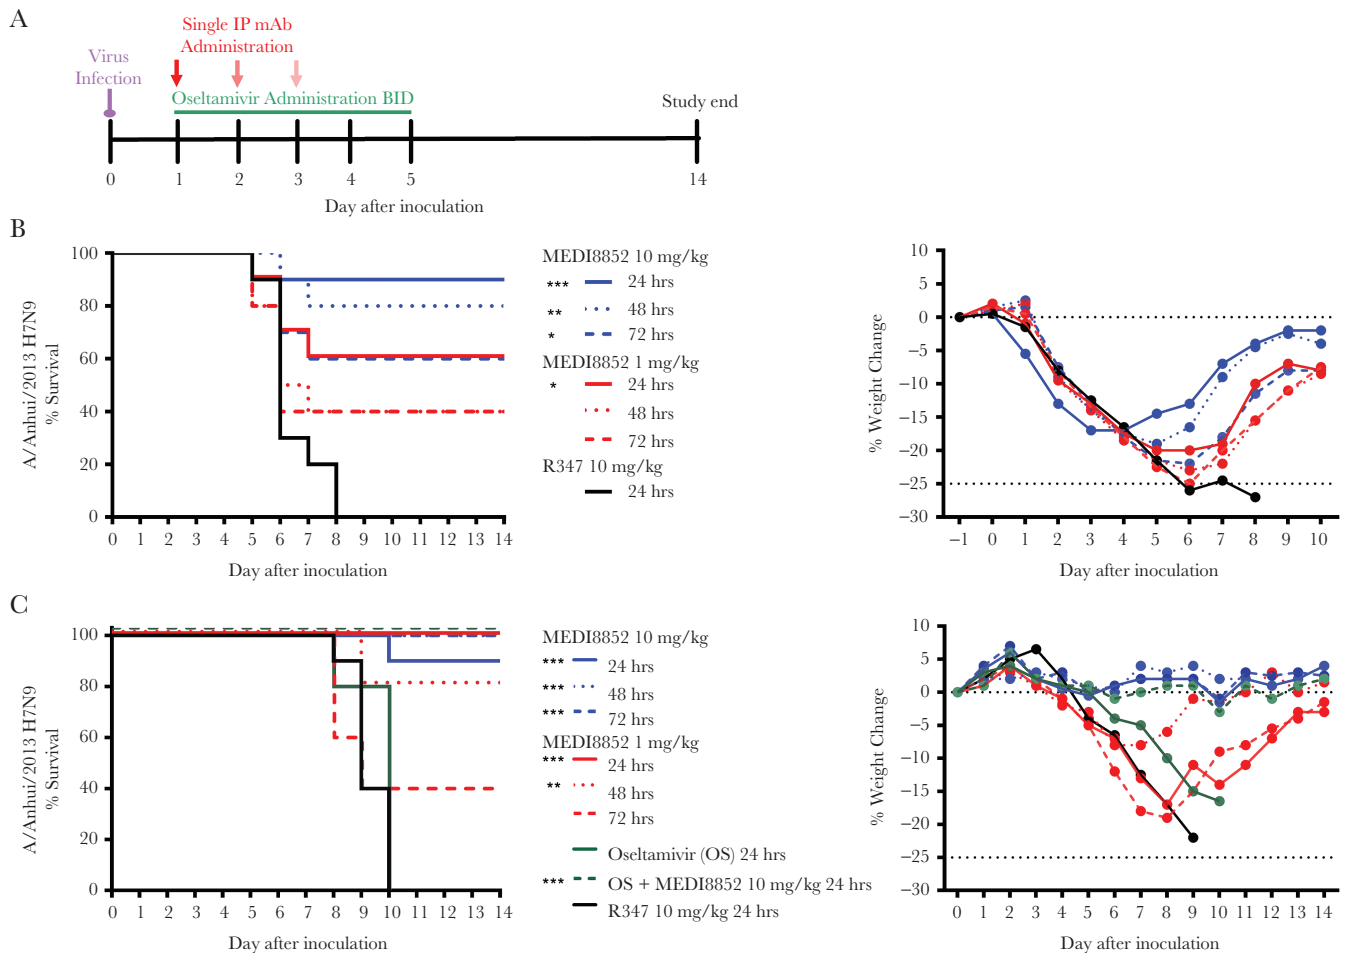 A
Single IP mAb
Administration
Virus
Infection
Oseltamivir Administration BID
Study end
0 1 2 3 4 5 14
Day after inoculation
B
A/Anhui/2013 H7N9
% Survival
100
80
60
40
20
0
0 1 2 3 4 5 6 7 8 9 10 11 12 13 14
Day after inoculation
MEDI8852 10 mg/kg
*** 24 hrs
** 48 hrs
* 72 hrs
MEDI8852 1 mg/kg
* 24 hrs
48 hrs
72 hrs
R347 10 mg/kg
24 hrs
% Weight Change
10
5
0
−5
−10
−15
−20
−25
−30
−1 0 1 2 3 4 5 6 7 8 9 10
Day after inoculation
C
A/Anhui/2013 H7N9
% Survival
100
80
60
40
20
0
0 1 2 3 4 5 6 7 8 9 10 11 12 13 14
Day after inoculation
MEDI8852 10 mg/kg
*** 24 hrs
*** 48 hrs
*** 72 hrs
MEDI8852 1 mg/kg
*** 24 hrs
** 48 hrs
72 hrs
Oseltamivir (OS) 24 hrs
*** OS + MEDI8852 10 mg/kg 24 hrs
R347 10 mg/kg 24 hrs
% Weight Change
10
5
0
−5
−10
−15
−20
−25
−30
0 1 2 3 4 5 6 7 8 9 10 11 12 13 14
Day after inoculation